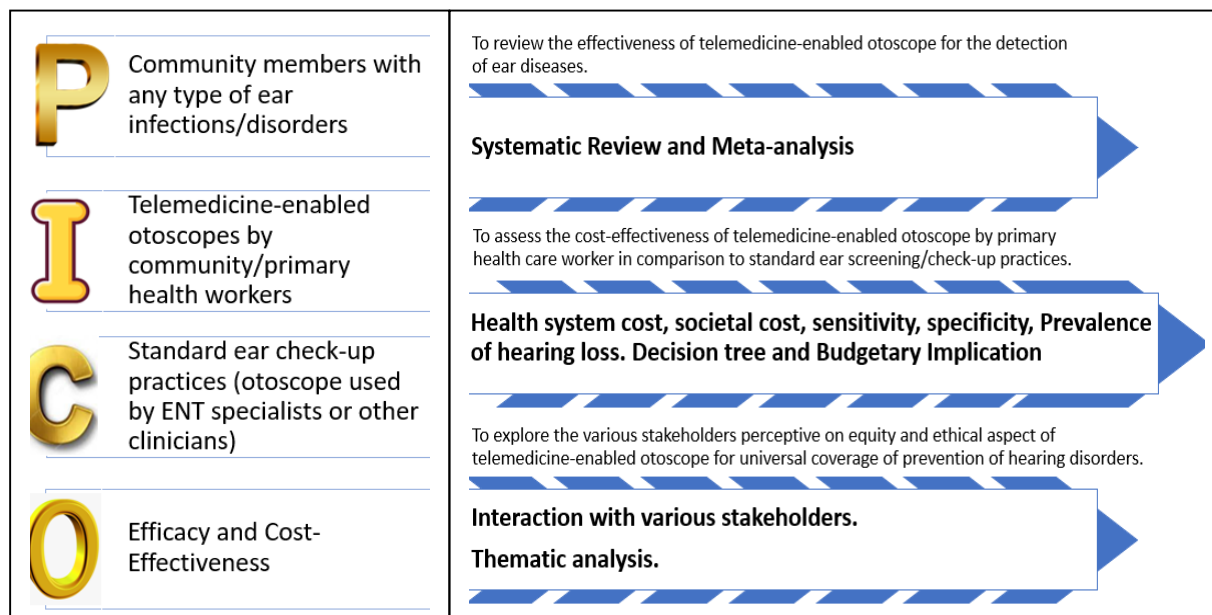 P
Community members with
any type of ear
infections/disorders
I
Telemedicine-enabled
otoscopes by
community/primary
health workers
C
Standard ear check-up
practices (otoscope used
by ENT specialists or other
clinicians)
O
Efficacy and Cost-
Effectiveness
To review the effectiveness of telemedicine-enabled otoscope for the detection
of ear diseases.
Systematic Review and Meta-analysis
To assess the cost-effectiveness of telemedicine-enabled otoscope by primary
health care worker in comparison to standard ear screening/check-up practices.
Health system cost, societal cost, sensitivity, specificity, Prevalence
of hearing loss. Decision tree and Budgetary Implication
To explore the various stakeholders perceptive on equity and ethical aspect of
telemedicine-enabled otoscope for universal coverage of prevention of hearing disorders.
Interaction with various stakeholders.
Thematic analysis.